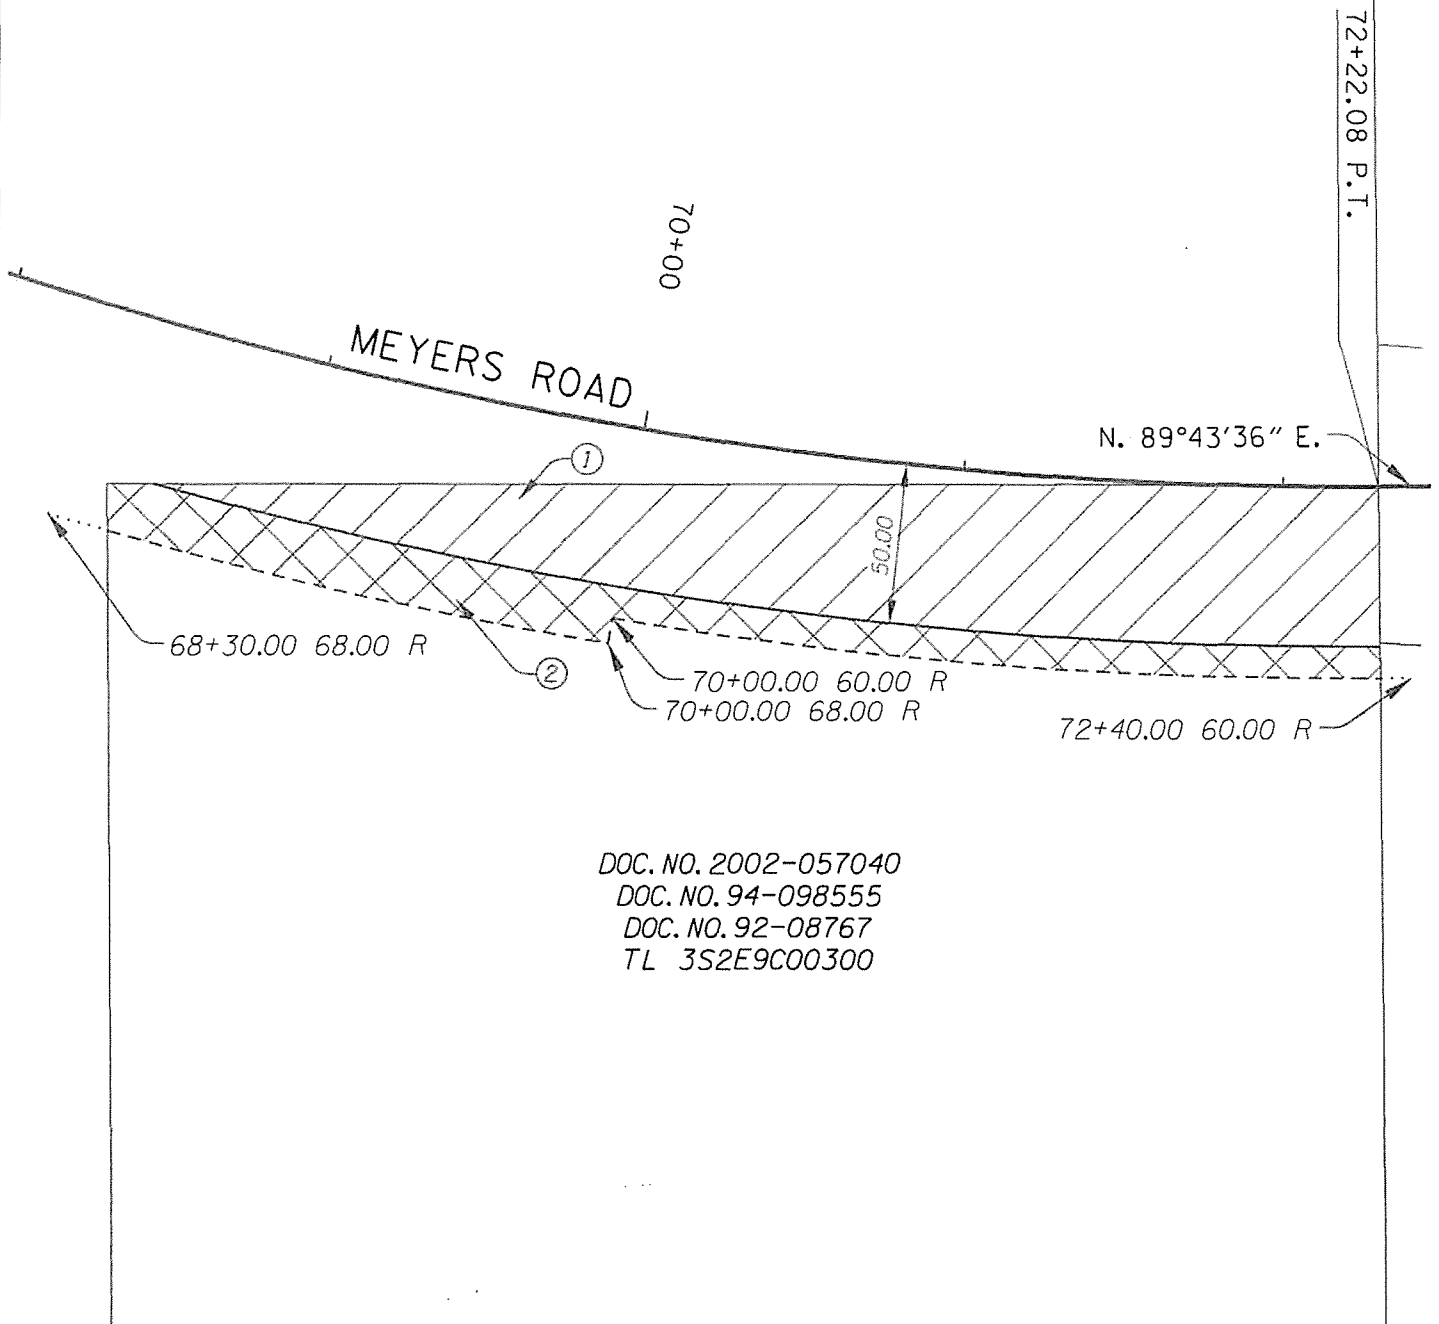 72+22.08 P.T.
70+00
MEYERS ROAD
N. 89°43'36" E.
1
50.00
68+30.00 68.00 R
2
70+00.00 60.00 R
70+00.00 68.00 R
72+40.00 60.00 R
DOC. NO. 2002-057040
DOC. NO. 94-098555
DOC. NO. 92-08767
TL 3S2E9C00300